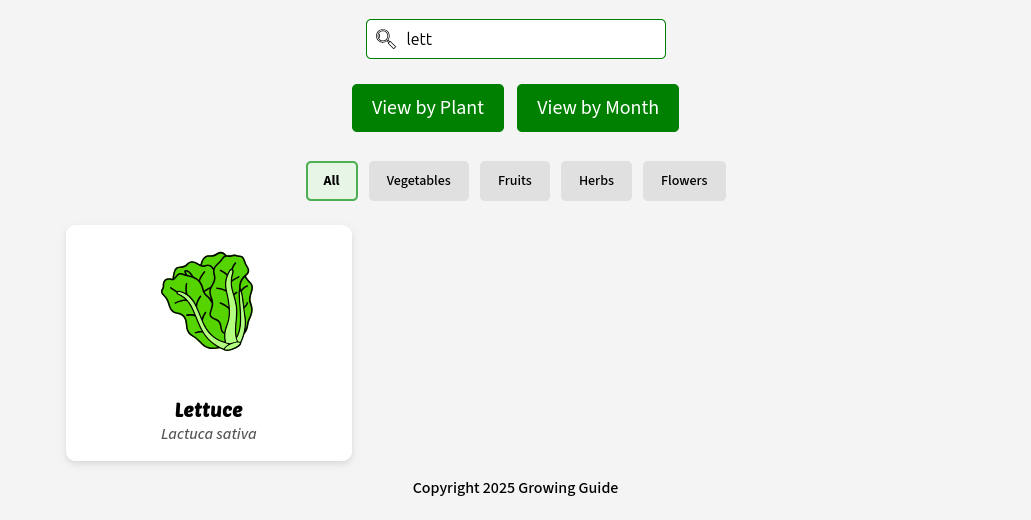 lett
View by Plant View by Month
All Vegetables Fruits Herbs Flowers
Lettuce
Lactuca sativa
Copyright 2025 Growing Guide